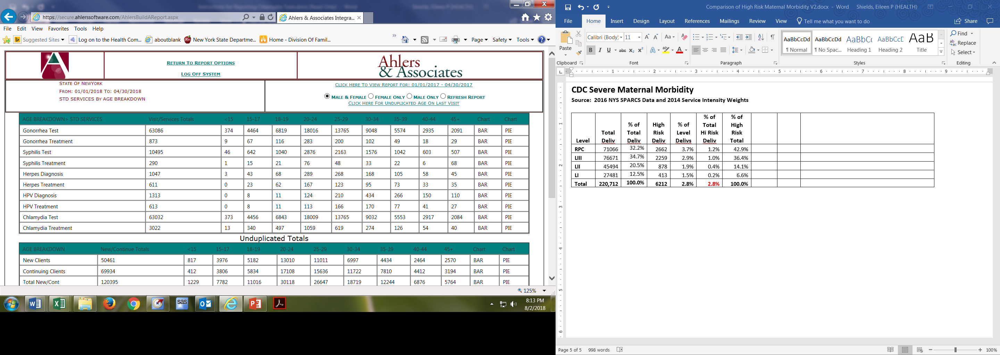 https://secure.ahlerssoftware.com/AhlersBuildAReport.aspx
Ahlers & Associates Integra...
File Edit View Favorites Tools Help
Suggested Sites Log on to the Health Com... aboutblank New York State Departme... Home - Division Of Famil...
Page Safety Tools
RETURN TO REPORT OPTIONS
LOG OFF SYSTEM
Ahlers
& Associates
STATE OF NEWYORK
FROM: 01/01/2018 TO: 04/30/2018
STD SERVICES BY AGE BREAKDOWN
CLICK HERE TO VIEW REPORT FOR: 01/01/2017 - 04/30/2017
MALE & FEMALE FEMALE ONLY MALE ONLY REFRESH REPORT
CLICK HERE FOR UNDUPLICATED AGE ON LAST VISIT
AGE BREAKDOWN> STD SERVICES Visit/Services Totals <15 15-17 18-19 20-24 25-29 30-34 35-39 40-44 45+ Chart Chart
Gonorrhea Test 63086 374 4464 6819 18016 13765 9048 5574 2935 2091 BAR PIE
Gonorrhea Treatment 873 9 67 116 283 200 102 49 18 29 BAR PIE
Syphilis Test 10495 46 642 1040 2876 2163 1576 1042 603 507 BAR PIE
Syphilis Treatment 290 1 15 21 76 48 33 22 6 68 BAR PIE
Herpes Diagnosis 1047 3 43 68 289 268 168 105 58 45 BAR PIE
Herpes Treatment 611 0 23 62 167 123 95 73 33 35 BAR PIE
HPV Diagnosis 1313 0 8 11 124 210 434 266 150 110 BAR PIE
HPV Treatment 613 0 8 11 113 166 170 77 41 27 BAR PIE
Chlamydia Test 63032 373 4456 6843 18009 13765 9032 5553 2917 2084 BAR PIE
Chlamydia Treatment 3022 13 340 497 1059 619 274 126 54 40 BAR PIE
Unduplicated Totals
AGE BREAKDOWN New/Continue Totals <15 15-17 18-19 20-24 25-29 30-34 35-39 40-44 45+ Chart Chart
New Clients 50461 817 3976 5182 13010 11011 6997 4434 2464 2570 BAR PIE
Continuing Clients 69934 412 3806 5834 17108 15636 11722 7810 4412 3194 BAR PIE
Total New/Cont 120395 1229 7782 11016 30118 26647 18719 12244 6876 5764 BAR PIE
125%
8:13 PM
8/2/2018
Comparison of High Risk Maternal Morbidity V2.docx - Word Shields, Eileen P (HEALTH)
File Home Insert Design Layout References Mailings Review View Tell me what you want to do Share
Paste
Calibri (Body) 11
AaBbCcDd AaBbCcDd AaBbCc AaBbCcD AaB
¶ Normal ¶ No Spac... Heading 1 Heading 2 Title
Find
Replace
Select
Clipboard Font Paragraph Styles Editing
1 2 3 4 5 6 7 8 9
CDC Severe Maternal Morbidity
Source: 2016 NYS SPARCS Data and 2014 Service Intensity Weights
Level Total Deliv % of Total Deliv High Risk Deliv % of Level Delivs % of Total Hi Risk Deliv % of High Risk Total
RPC 71066 32.2% 2662 3.7% 1.2% 42.9%
LIII 76671 34.7% 2259 2.9% 1.0% 36.4%
LII 45494 20.5% 878 1.9% 0.4% 14.1%
LI 27481 12.5% 413 1.5% 0.2% 6.6%
Total 220,712 100.0% 6212 2.8% 2.8% 100.0%
Page 5 of 5 998 words
100%